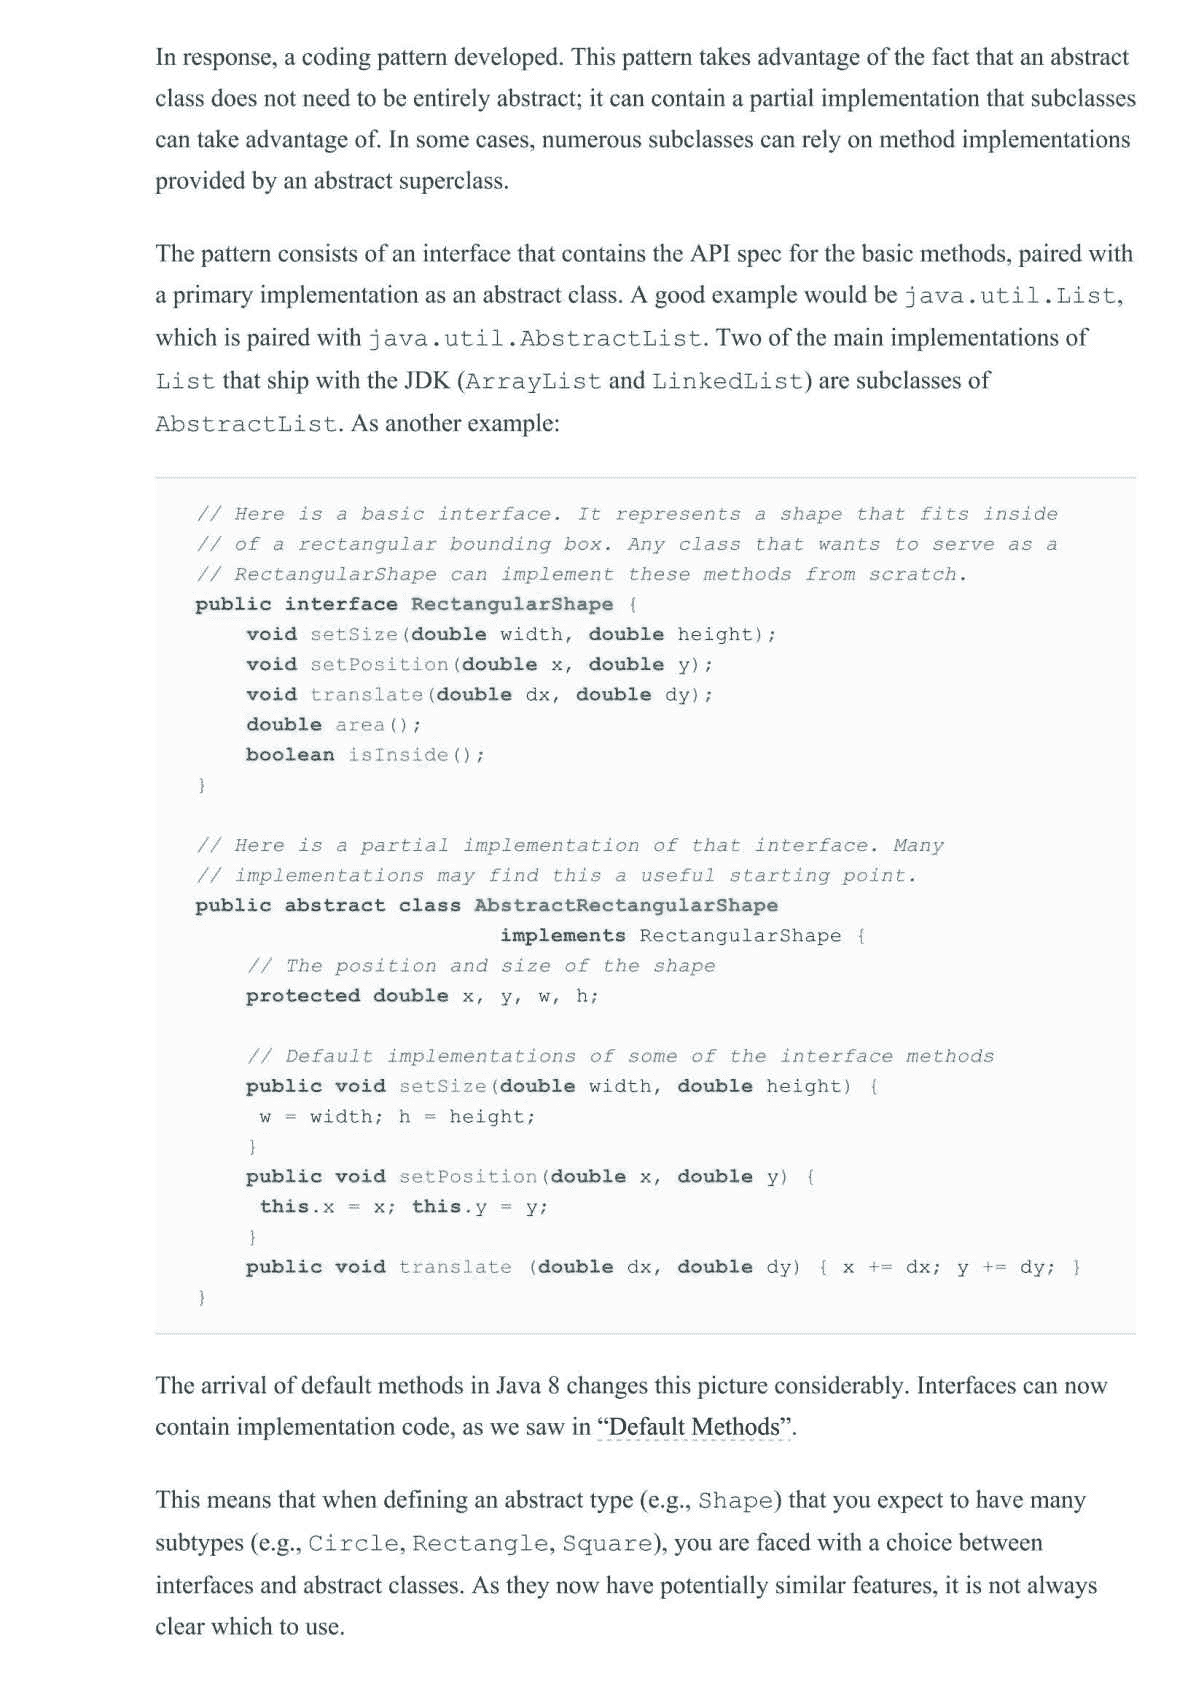 In response, a coding pattern developed. This pattern takes advantage of the fact that an abstract
class does not need to be entirely abstract; it can contain a partial implementation that subclasses
can take advantage of. In some cases, numerous subclasses can rely on method implementations
provided by an abstract superclass.
The pattern consists of an interface that contains the API spec for the basic methods, paired with
a primary implementation as an abstract class. A good example would be java.util.List,
which is paired with java.util.AbstractList. Two of the main implementations of
List that ship with the JDK (ArrayList and LinkedList) are subclasses of
AbstractList. As another example:
// Here is a basic interface. It represents a shape that fits inside
// of a rectangular bounding box. Any class that wants to serve as a
// RectangularShape can implement these methods from scratch.
public interface RectangularShape {
    void setSize(double width, double height);
    void setPosition(double x, double y);
    void translate(double dx, double dy);
    double area();
    boolean isInside();
}
// Here is a partial implementation of that interface. Many
// implementations may find this a useful starting point.
public abstract class AbstractRectangularShape
                        implements RectangularShape {
    // The position and size of the shape
    protected double x, y, w, h;
    // Default implementations of some of the interface methods
    public void setSize(double width, double height) {
     w = width; h = height;
    }
    public void setPosition(double x, double y) {
     this.x = x; this.y = y;
    }
    public void translate (double dx, double dy) { x += dx; y += dy; }
}
The arrival of default methods in Java 8 changes this picture considerably. Interfaces can now
contain implementation code, as we saw in “Default Methods”.
This means that when defining an abstract type (e.g., Shape) that you expect to have many
subtypes (e.g., Circle, Rectangle, Square), you are faced with a choice between
interfaces and abstract classes. As they now have potentially similar features, it is not always
clear which to use.